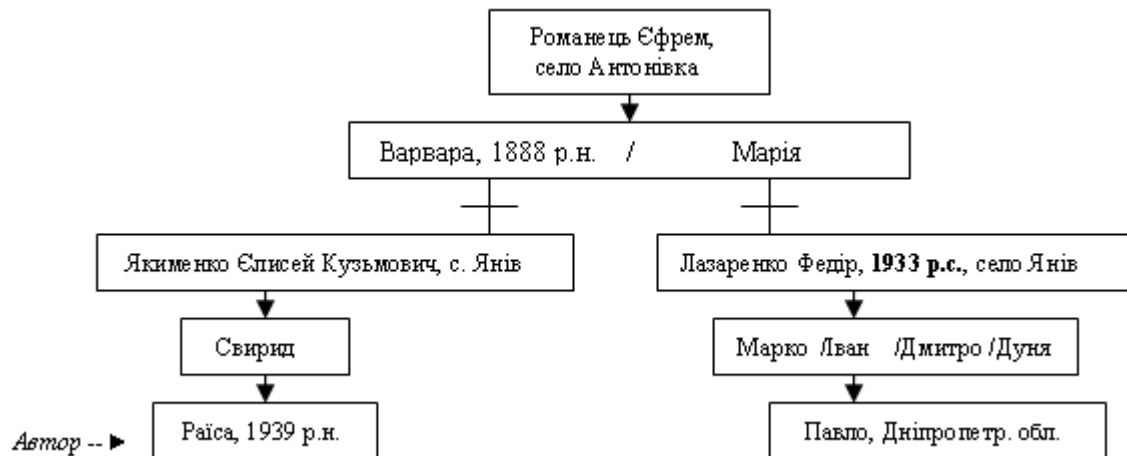 Романець Єфрем,
село Антонівка
Варвара, 1888 р.н. / Марія
Якименко Єлисей Кузьмович, с. Янів
Лазаренко Федір, 1933 р.с., село Янів
Свирид
Марко /Іван /Дмитро /Дуня
Автор -- ►
Раїса, 1939 р.н.
Павло, Дніпропетр. обл.